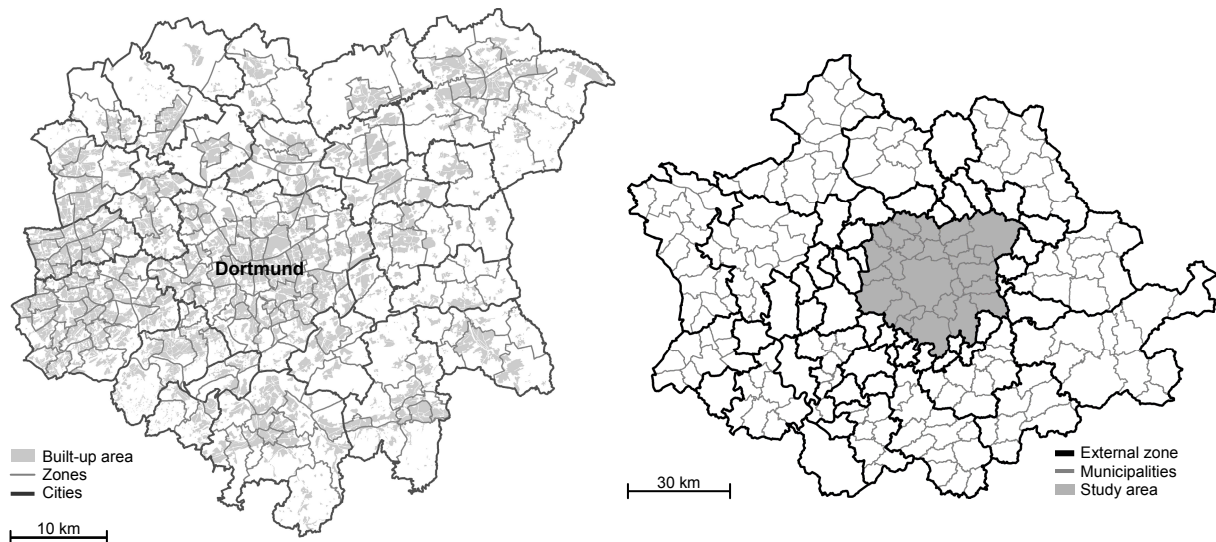 Dortmund
Built-up area
Zones
Cities
10 km
External zone
Municipalities
Study area
30 km